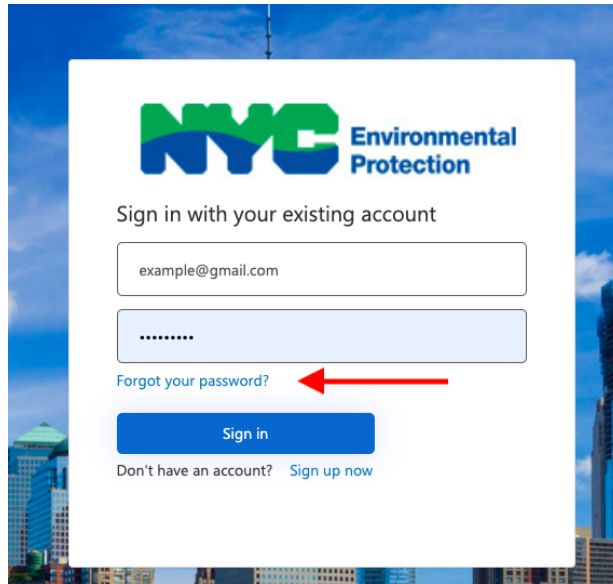 NYC Environmental
Protection
Sign in with your existing account
example@gmail.com
•••••••••
Forgot your password?
Sign in
Don't have an account? Sign up now